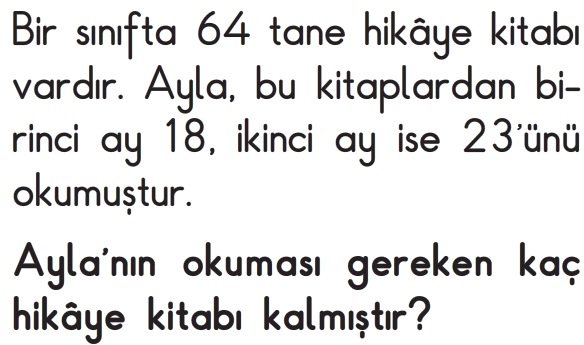 Bir sınıfta 64 tane hikâye kitabı
vardır. Ayla, bu kitaplardan bi-
rinci ay 18, ikinci ay ise 23'ünü
okumuştur.
Ayla'nın okuması gereken kaç
hikâye kitabı kalmıştır?